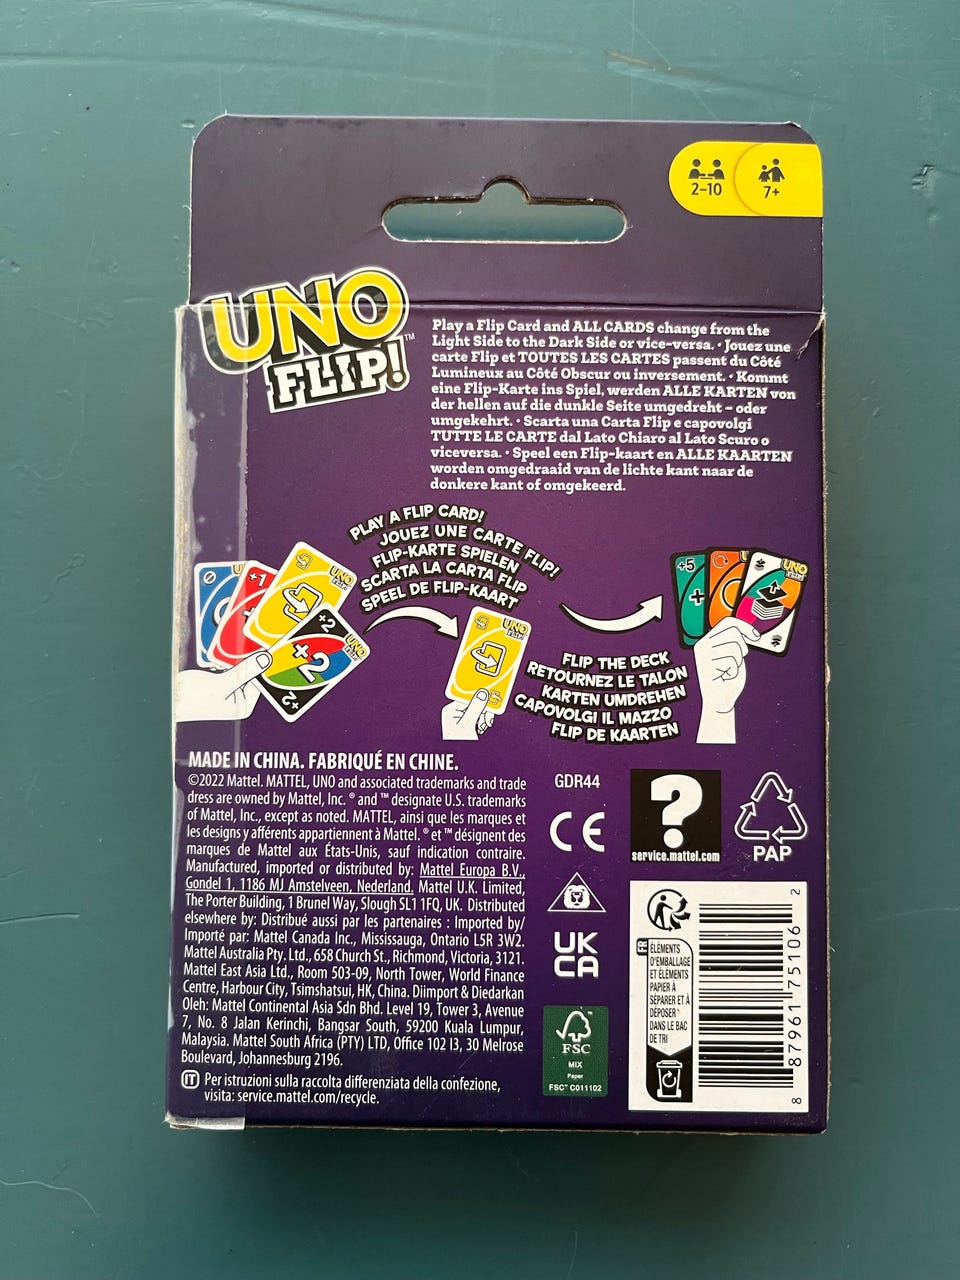 2–10
7+
UNO
FLIP!™
Play a Flip Card and ALL CARDS change from the
Light Side to the Dark Side or vice-versa. • Jouez une
carte Flip et TOUTES LES CARTES passent du Côté
Lumineux au Côté Obscur ou inversement. • Kommt
eine Flip-Karte ins Spiel, werden ALLE KARTEN von
der hellen auf die dunkle Seite umgedreht – oder
umgekehrt. • Scarta una Carta Flip e capovolgi
TUTTE LE CARTE dal Lato Chiaro al Lato Scuro o
viceversa. • Speel een Flip-kaart en ALLE KAARTEN
worden omgedraaid van de lichte kant naar de
donkere kant of omgekeerd.
PLAY A FLIP CARD!
JOUEZ UNE CARTE FLIP!
FLIP-KARTE SPIELEN
SCARTA LA CARTA FLIP
SPEEL DE FLIP-KAART
+1
UNO
FLIP!
+2
+2
+2
UNO
FLIP!
UNO
FLIP!
+5
UNO
FLIP!
FLIP THE DECK
RETOURNEZ LE TALON
KARTEN UMDREHEN
CAPOVOLGI IL MAZZO
FLIP DE KAARTEN
MADE IN CHINA. FABRIQUÉ EN CHINE.
©2022 Mattel. MATTEL, UNO and associated trademarks and trade
dress are owned by Mattel, Inc. ® and ™ designate U.S. trademarks
of Mattel, Inc., except as noted. MATTEL, ainsi que les marques et
les designs y afférents appartiennent à Mattel. ® et ™ désignent des
marques de Mattel aux États-Unis, sauf indication contraire.
Manufactured, imported or distributed by: Mattel Europa B.V.,
Gondel 1, 1186 MJ Amstelveen, Nederland. Mattel U.K. Limited,
The Porter Building, 1 Brunel Way, Slough SL1 1FQ, UK. Distributed
elsewhere by: Distribué aussi par les partenaires : Imported by/
Importé par: Mattel Canada Inc., Mississauga, Ontario L5R 3W2.
Mattel Australia Pty. Ltd., 658 Church St., Richmond, Victoria, 3121.
Mattel East Asia Ltd., Room 503-09, North Tower, World Finance
Centre, Harbour City, Tsimshatsui, HK, China. Diimport & Diedarkan
Oleh: Mattel Continental Asia Sdn Bhd. Level 19, Tower 3, Avenue
7, No. 8 Jalan Kerinchi, Bangsar South, 59200 Kuala Lumpur,
Malaysia. Mattel South Africa (PTY) LTD, Office 102 I3, 30 Melrose
Boulevard, Johannesburg 2196.
IT Per istruzioni sulla raccolta differenziata della confezione,
visita: service.mattel.com/recycle.
GDR44
CE
?
service.mattel.com
PAP
UK
CA
FSC
MIX
Paper
FSC™ C011102
FR
ÉLÉMENTS
D'EMBALLAGE
ET ÉLÉMENTS
PAPIER À
SÉPARER ET À
DÉPOSER
DANS LE BAC
DE TRI
8 87961 75106 2